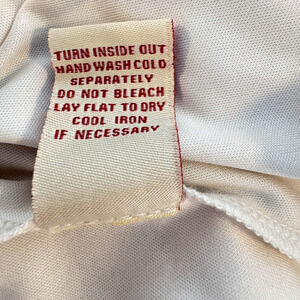 TURN INSIDE OUT
HAND WASH COLD
SEPARATELY
DO NOT BLEACH
LAY FLAT TO DRY
COOL IRON
IF NECESSARY